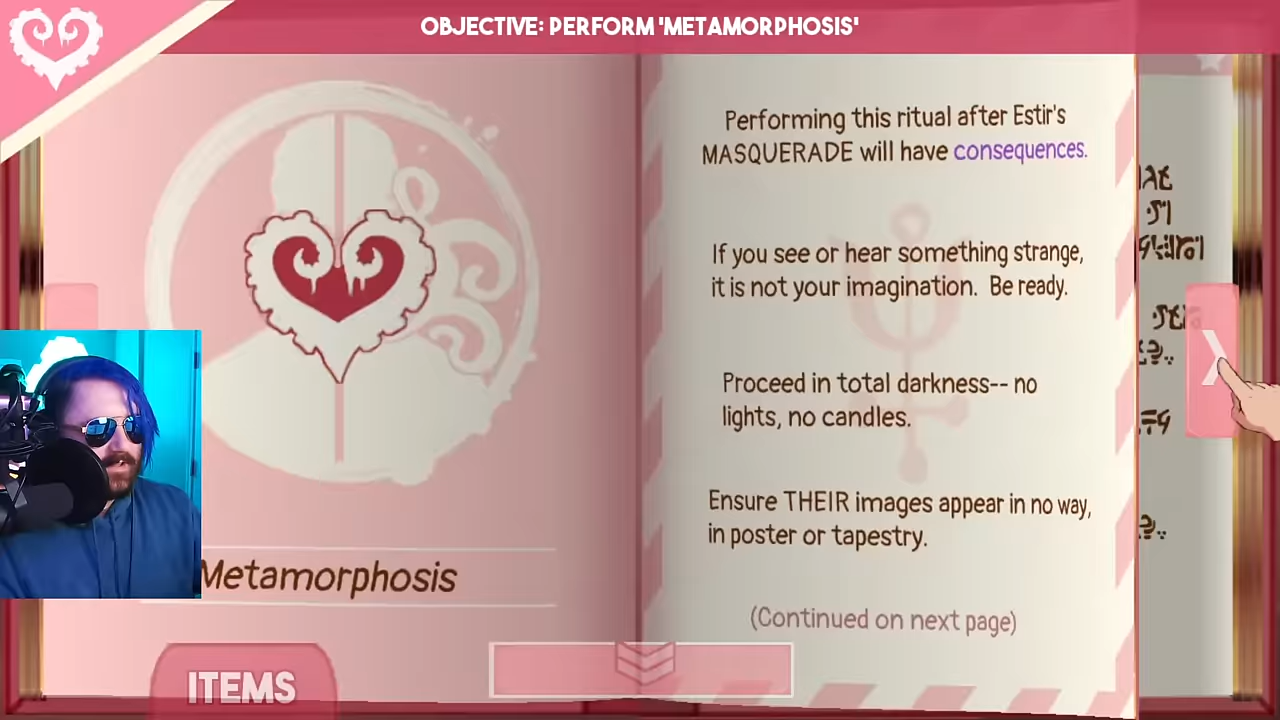 OBJECTIVE: PERFORM 'METAMORPHOSIS'
Metamorphosis
Performing this ritual after Estir's
MASQUERADE will have consequences.
If you see or hear something strange,
it is not your imagination. Be ready.
Proceed in total darkness-- no
lights, no candles.
Ensure THEIR images appear in no way,
in poster or tapestry.
(Continued on next page)
ITEMS